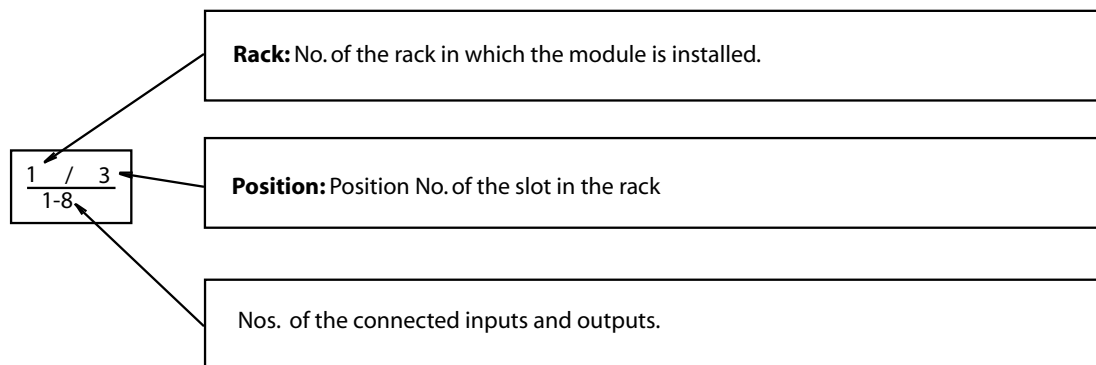 Rack: No. of the rack in which the module is installed.
1 / 3
1-8
Position: Position No. of the slot in the rack
Nos. of the connected inputs and outputs.